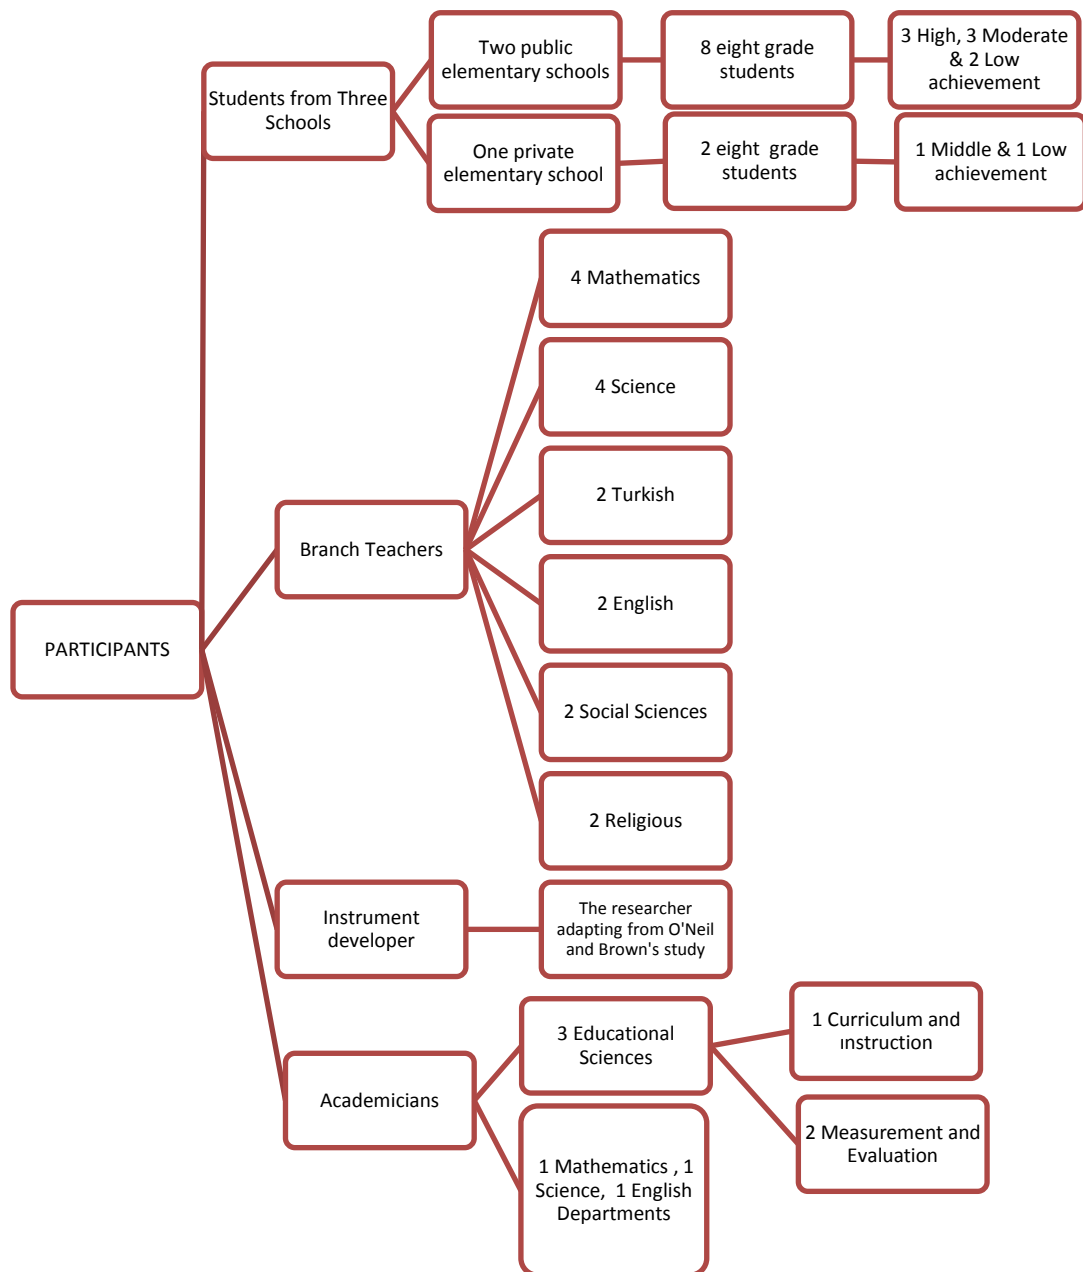 Two public
elementary schools
8 eight grade
students
3 High, 3 Moderate
& 2 Low
achievement
Students from Three
Schools
One private
elementary school
2 eight  grade
students
1 Middle & 1 Low
achievement
4 Mathematics
4 Science
2 Turkish
Branch Teachers
2 English
PARTICIPANTS
2 Social Sciences
2 Religious
Instrument
developer
The researcher
adapting from O'Neil
and Brown's study
3 Educational
Sciences
1 Curriculum and
ınstruction
Academicians
2 Measurement and
Evaluation
1 Mathematics , 1
Science,  1 English
Departments